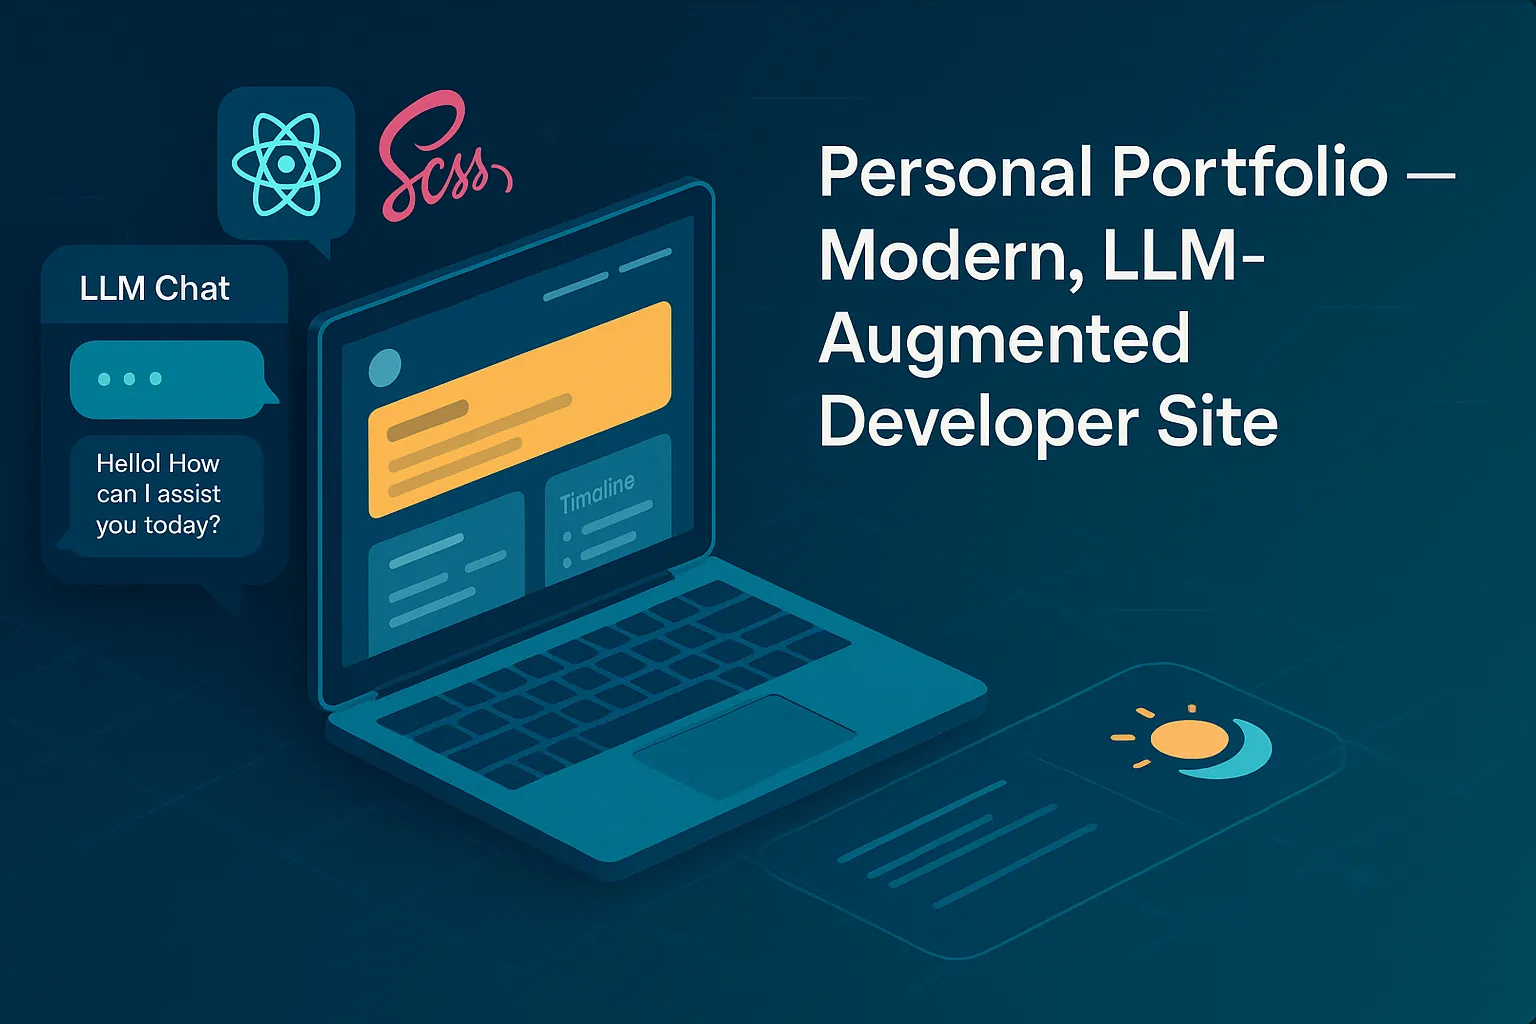 Scss
LLM Chat
Hellol How
can I assist
you today?
Timaline
Personal Portfolio —
Modern, LLM-
Augmented
Developer Site